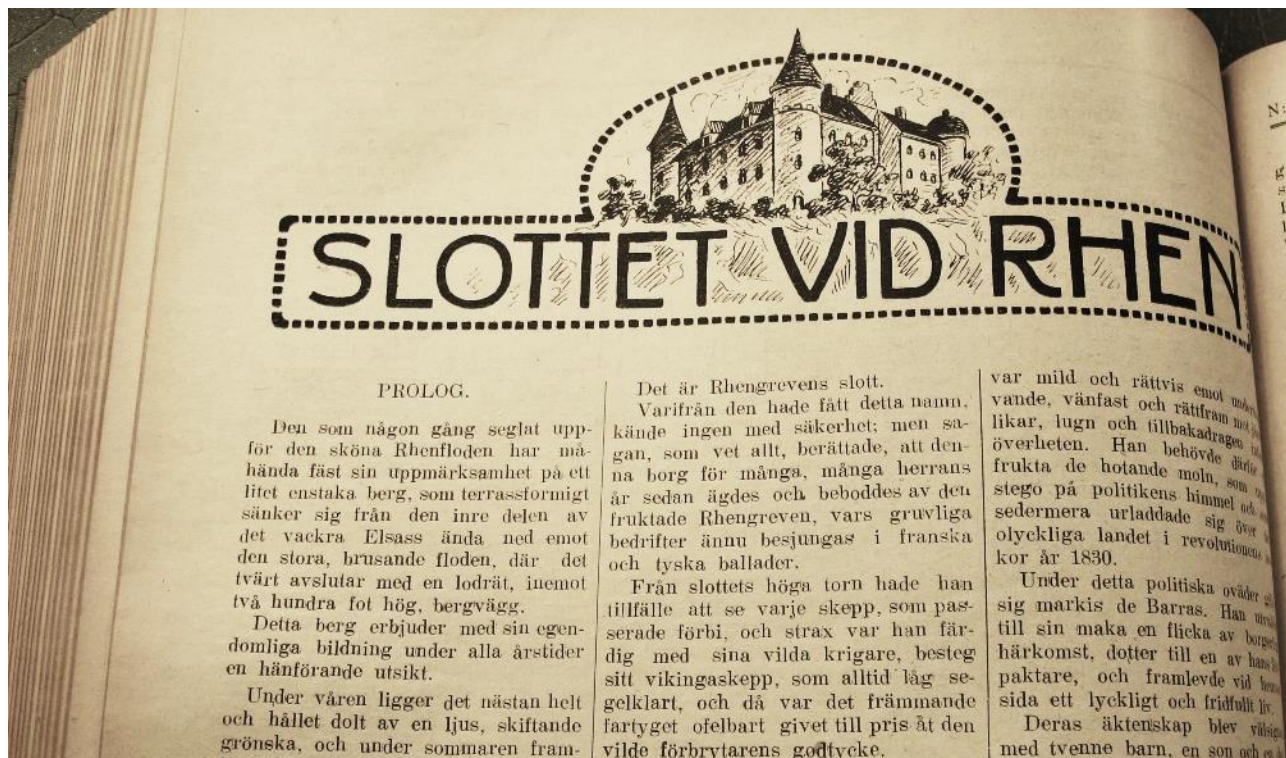 SLOTTET VID RHEN
PROLOG.
Den som någon gång seglat upp-
för den sköna Rhenfloden har må-
hända fäst sin uppmärksamhet på ett
litet enstaka berg, som terrassformigt
sänker sig från den inre delen av
det vackra Elsass ända ned emot
den stora, brusande floden, där det
tvärt avslutar med en lodrät, inemot
två hundra fot hög, bergvägg.
Detta berg erbjuder med sin egen-
domliga bildning under alla årstider
en hänförande utsikt.
Under våren ligger det nästan helt
och hållet dolt av en ljus, skiftande
grönska, och under sommaren fram-
Det är Rhengrevens slott.
Varifrån den hade fått detta namn,
kände ingen med säkerhet; men sa-
gan, som vet allt, berättade, att den-
na borg för många, många herrans
år sedan ägdes och beboddes av den
fruktade Rhengreven, vars gruvliga
bedrifter ännu besjungas i franska
och tyska ballader.
Från slottets höga torn hade han
tillfälle att se varje skepp, som pas-
serade förbi, och strax var han fär-
dig med sina vilda krigare, besteg
sitt vikingaskepp, som alltid låg se-
gelklart, och då var det främmande
fartyget ofelbart givet till pris åt den
vilde förbrytarens godtycke.
var mild och rättvis emot
vande, vänfast och rättfram mot
likar, lugn och tillbakadragen
överheten. Han behövde därför
frukta de hotande moln, som
stego på politikens himmel och
sedermera urladdade sig över
olyckliga landet i revolutionens
kor år 1830.
Under detta politiska oväder
sig markis de Barras. Han
till sin maka en flicka av
härkomst, dotter till en av hans
paktare, och framlevde vid
sida ett lyckligt och fridfullt liv.
Deras äktenskap blev
med tvenne barn, en son och